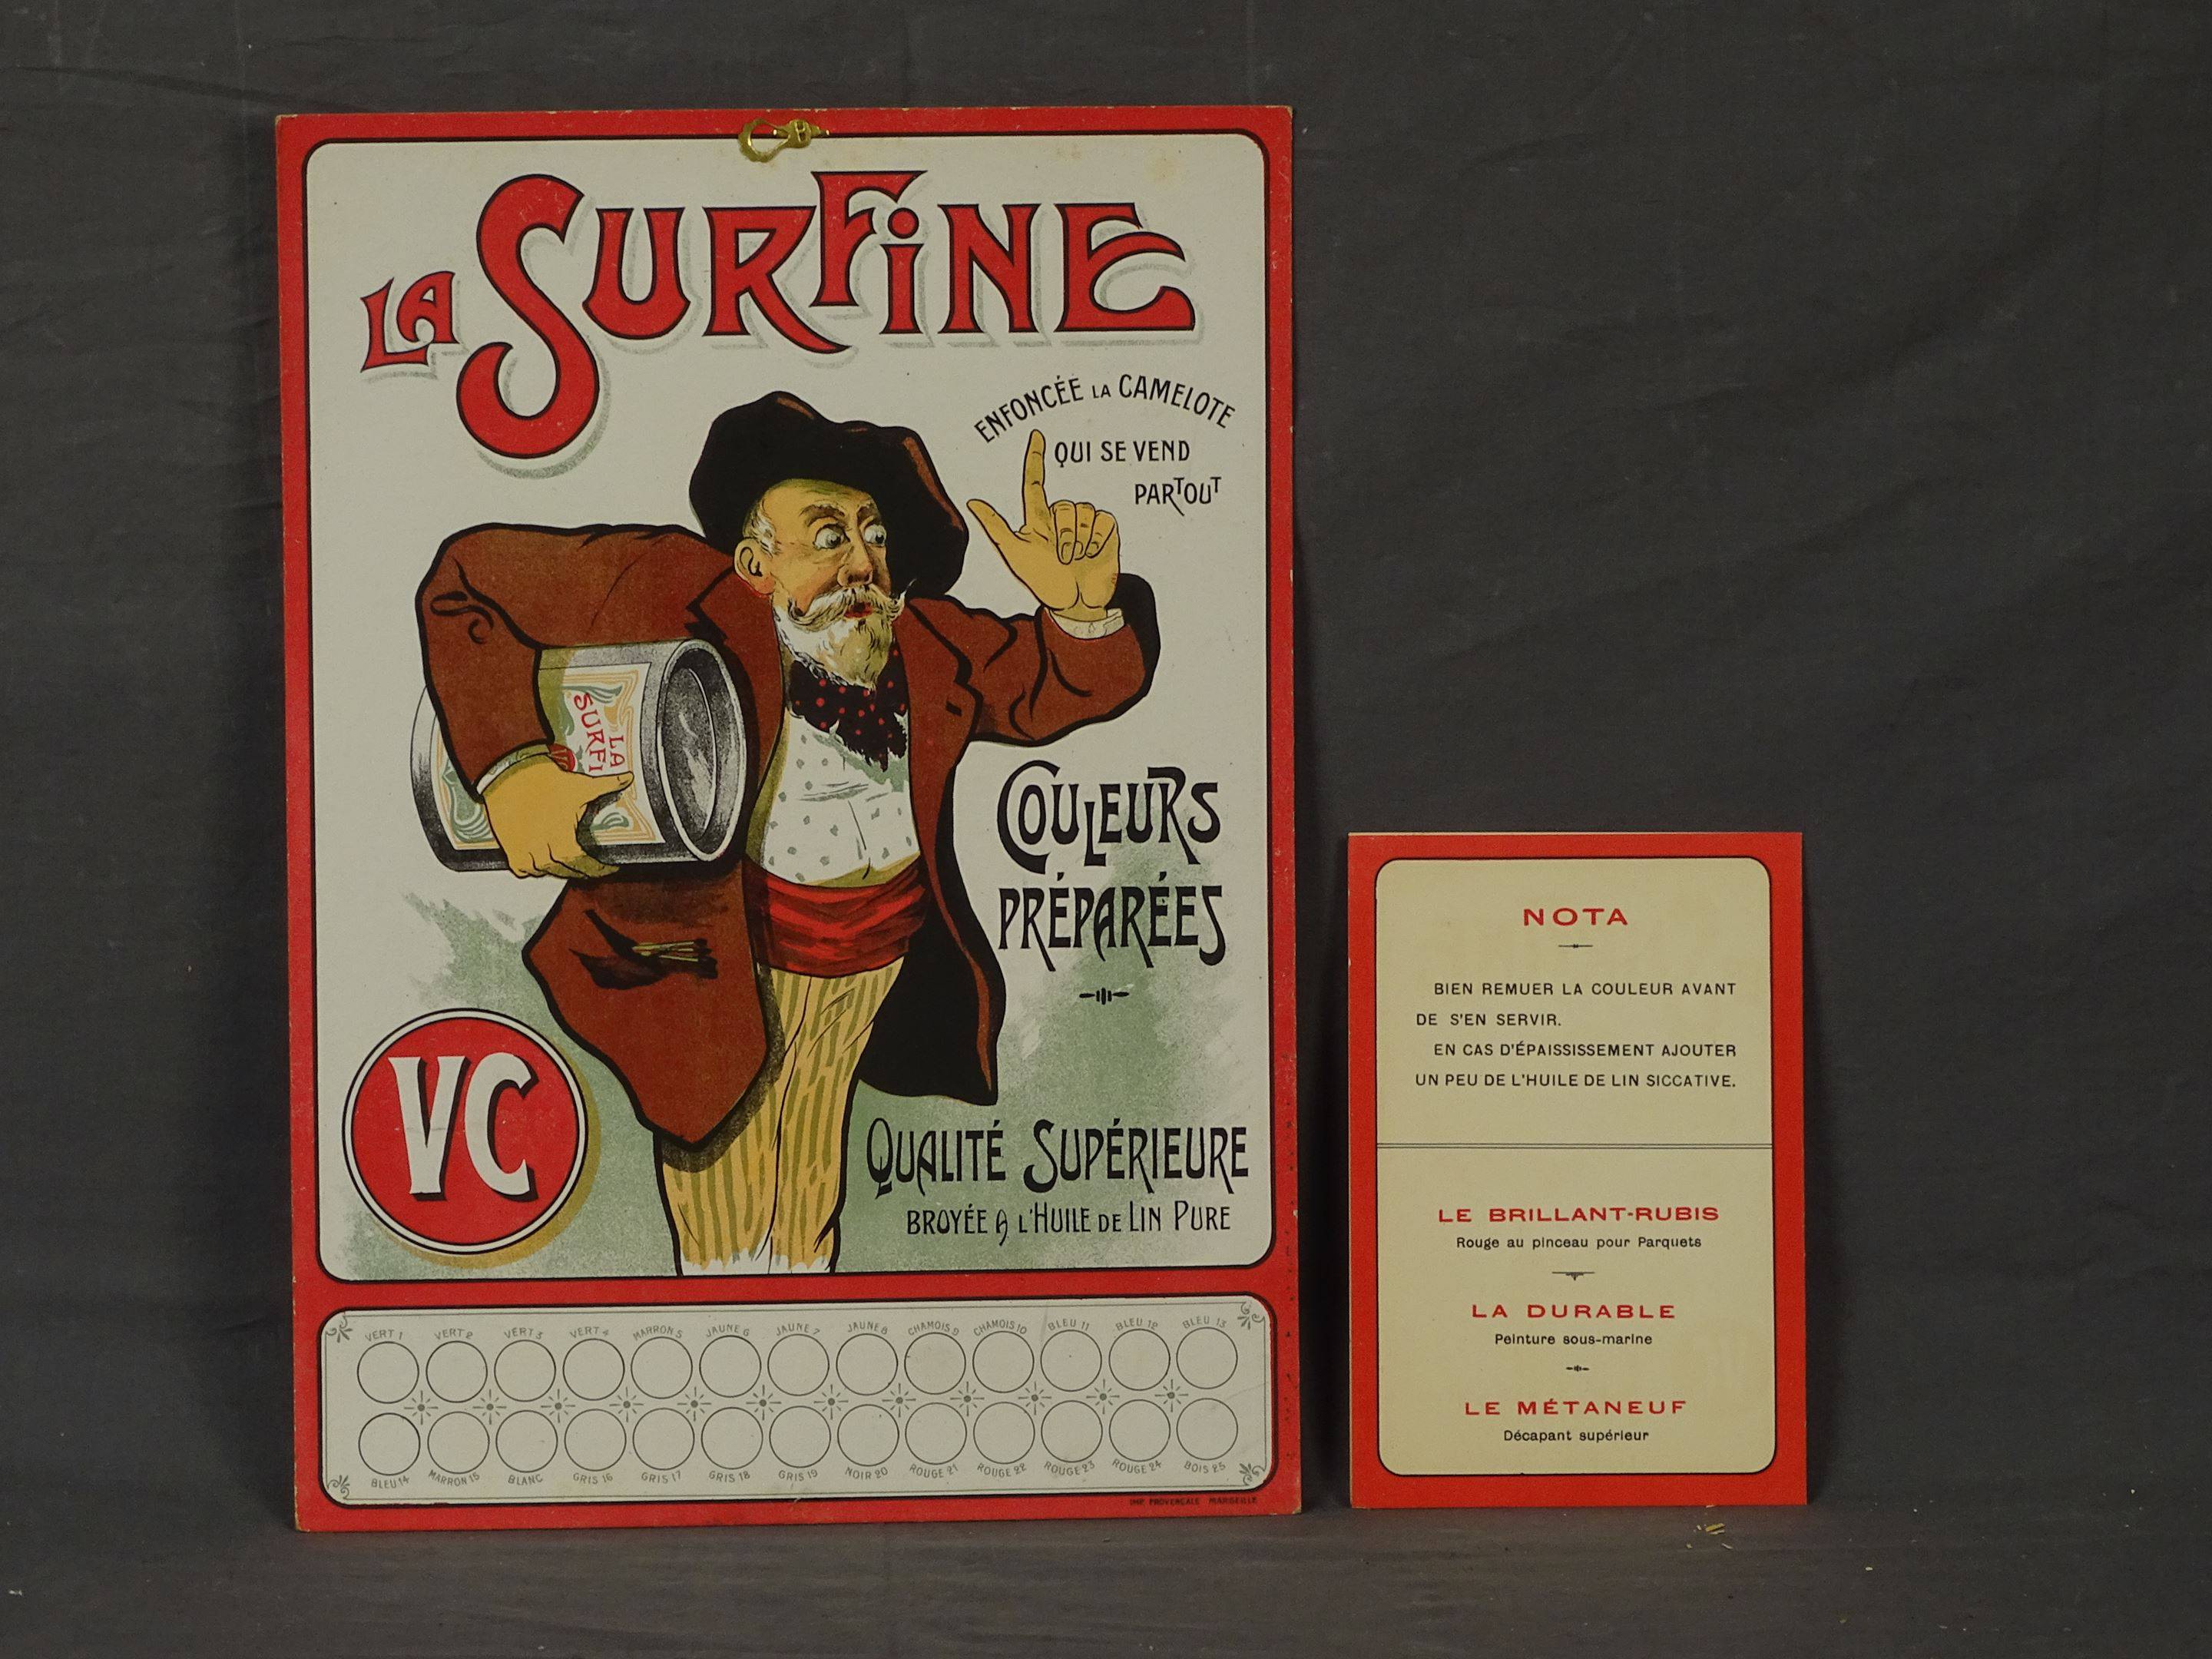 LA SURFINE
ENFONCÉE LA CAMELOTE
QUI SE VEND
PARTOUT
LA
SURFI
COULEURS
PRÉPARÉES
VC
QUALITÉ SUPÉRIEURE
BROYÉE A L'HUILE DE LIN PURE
VERT 1 VERT 2 VERT 3 VERT 4 MARRON 5 JAUNE 6 JAUNE 7 JAUNE 8 CHAMOIS 9 CHAMOIS 10 BLEU 11 BLEU 12 BLEU 13
BLEU 14 MARRON 15 BLANC GRIS 16 GRIS 17 GRIS 18 GRIS 19 NOIR 20 ROUGE 21 ROUGE 22 ROUGE 23 ROUGE 24 BOIS 25
IMP. PROVENÇALE MARSEILLE
NOTA
BIEN REMUER LA COULEUR AVANT
DE S'EN SERVIR.
EN CAS D'ÉPAISSISSEMENT AJOUTER
UN PEU DE L'HUILE DE LIN SICCATIVE.
LE BRILLANT-RUBIS
Rouge au pinceau pour Parquets
LA DURABLE
Peinture sous-marine
LE MÉTANEUF
Décapant supérieur